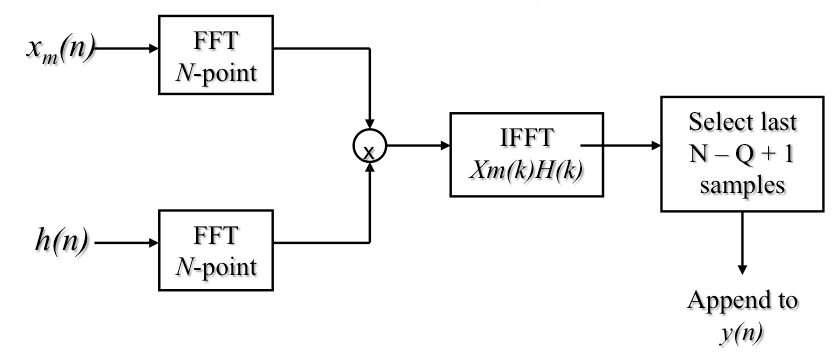 x_m(n)
FFT
N-point
x
IFFT
Xm(k)H(k)
Select last
N – Q + 1
samples
h(n)
FFT
N-point
Append to
y(n)